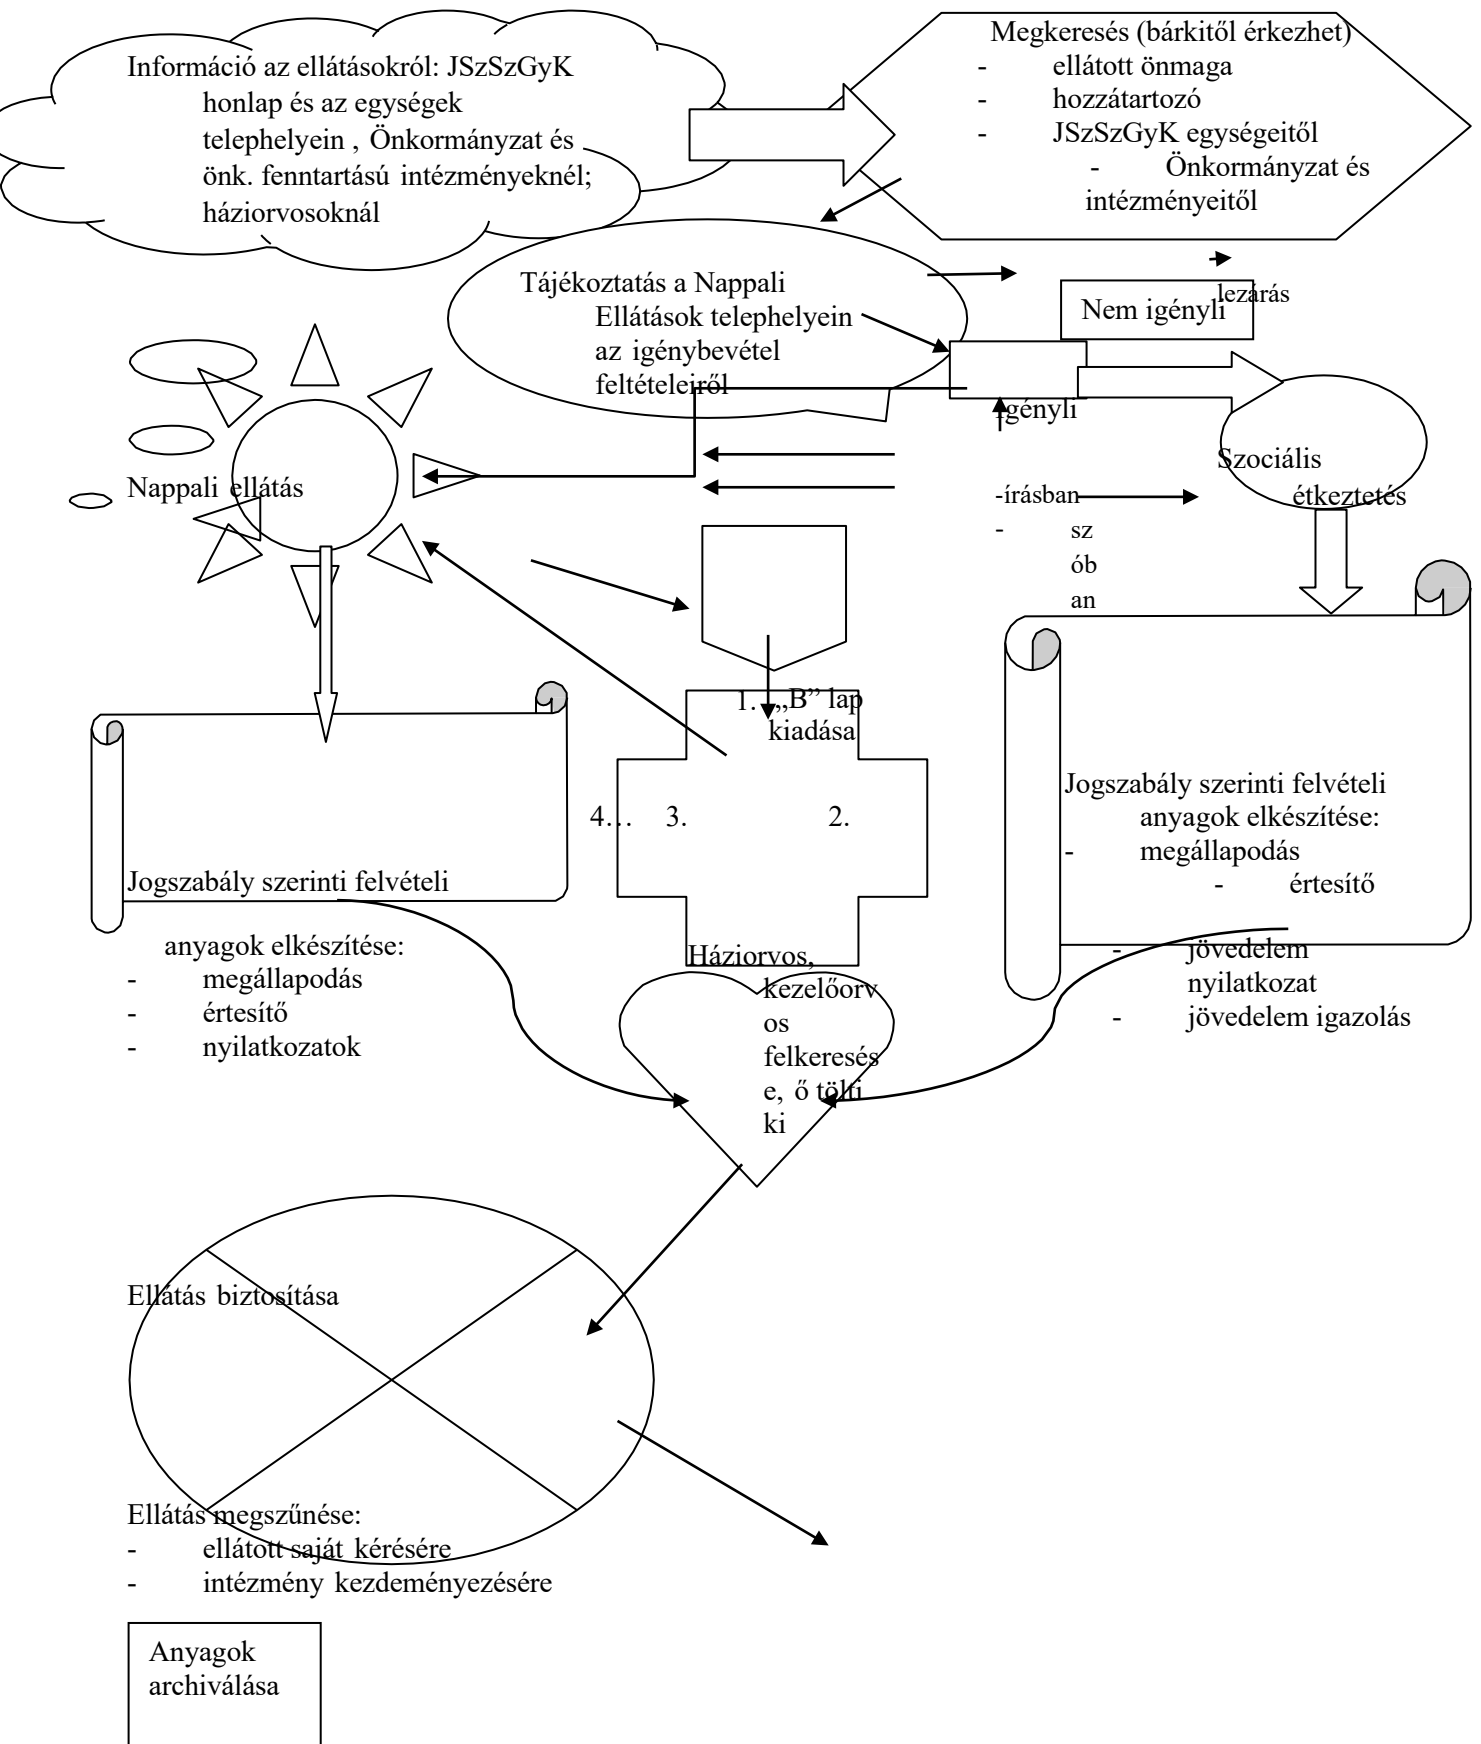 Információ az ellátásokról: JSzSzGyK
honlap és az egységek
telephelyein , Önkormányzat és
önk. fenntartású intézményeknél;
háziorvosoknál
Megkeresés (bárkitől érkezhet)
- ellátott önmaga
- hozzátartozó
- JSzSzGyK egységeitől
- Önkormányzat és
intézményeitől
Tájékoztatás a Nappali
Ellátások telephelyein
az igénybevétel
feltételeiről
lezárás
Nem igényli
Igényli
Szociális
étkeztetés
Nappali ellátás
-írásban
- sz
ób
an
1. „B” lap
kiadása
4… 3. 2.
Jogszabály szerinti felvételi
anyagok elkészítése:
- megállapodás
- értesítő
- jövedelem
nyilatkozat
- jövedelem igazolás
Jogszabály szerinti felvételi
anyagok elkészítése:
- megállapodás
- értesítő
- nyilatkozatok
Háziorvos,
kezelőorv
os
felkeresés
e, ő tölti
ki
Ellátás biztosítása
Ellátás megszűnése:
- ellátott saját kérésére
- intézmény kezdeményezésére
Anyagok
archiválása